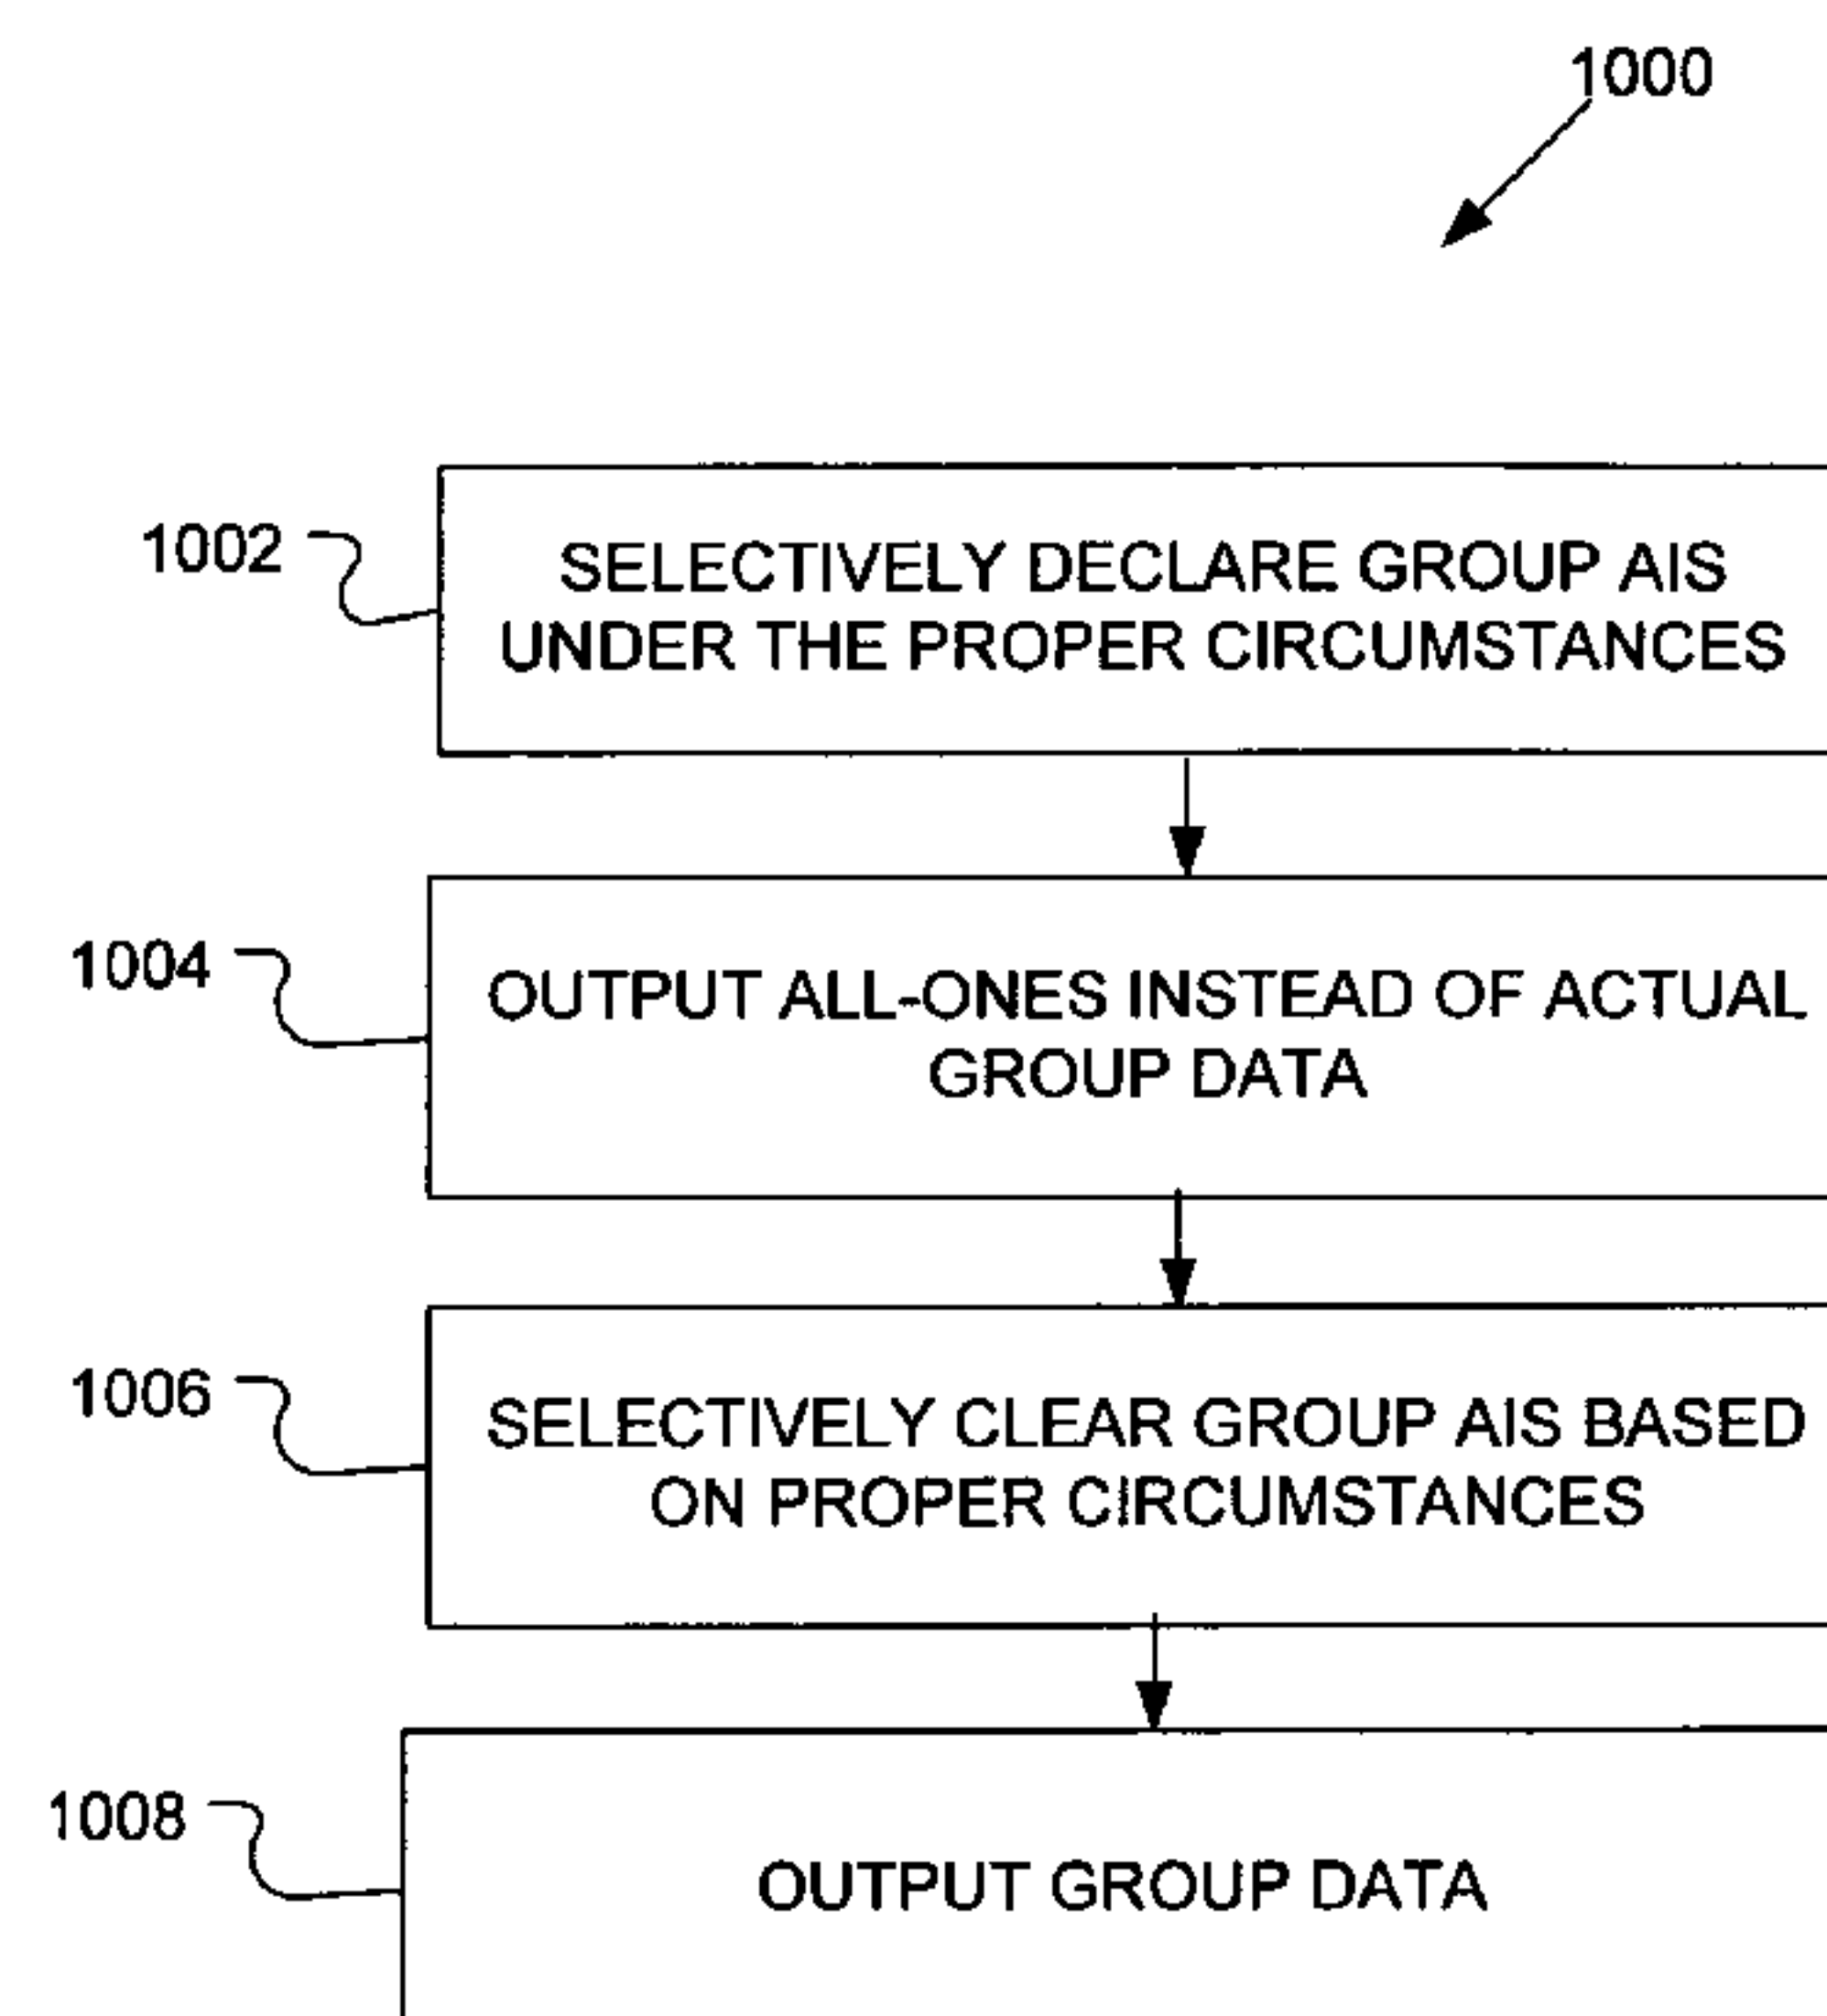 1000
1002
SELECTIVELY DECLARE GROUP AIS
UNDER THE PROPER CIRCUMSTANCES
1004
OUTPUT ALL-ONES INSTEAD OF ACTUAL
GROUP DATA
1006
SELECTIVELY CLEAR GROUP AIS BASED
ON PROPER CIRCUMSTANCES
1008
OUTPUT GROUP DATA